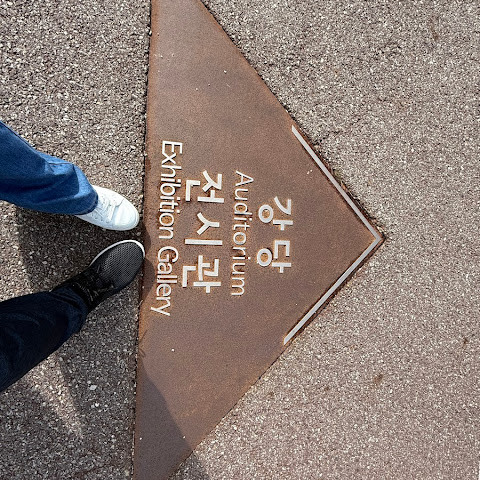 강당
Auditorium
전시관
Exhibition Gallery